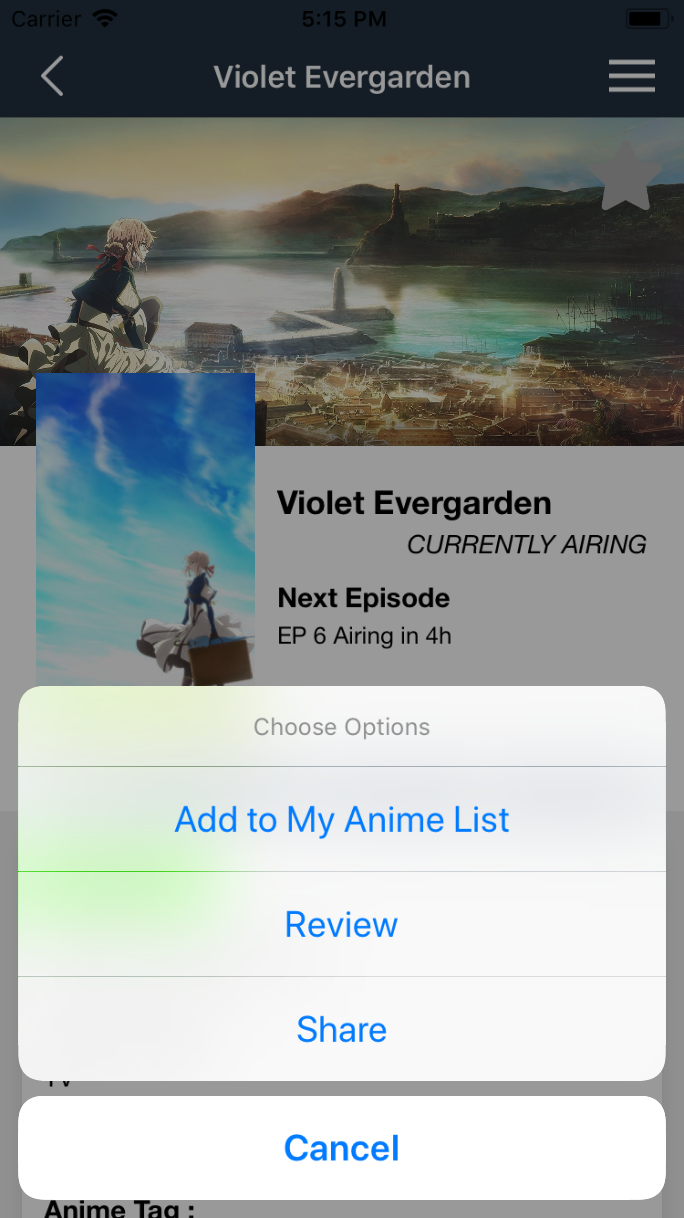 Carrier 5:15 PM
Violet Evergarden
Violet Evergarden
CURRENTLY AIRING
Next Episode
EP 6 Airing in 4h
Choose Options
Add to My Anime List
Review
Share
TV
Cancel
Anime Tag :